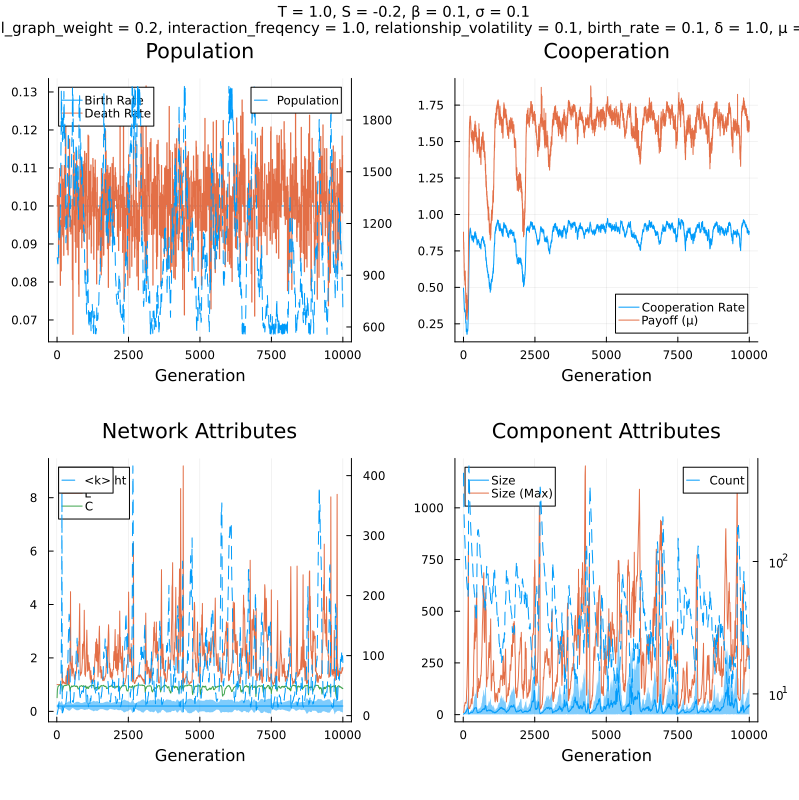 T = 1.0, S = -0.2, β = 0.1, σ = 0.1
l_graph_weight = 0.2, interaction_freqency = 1.0, relationship_volatility = 0.1, birth_rate = 0.1, δ = 1.0, μ =
Population
Cooperation
0.13
0.12
0.11
0.10
0.09
0.08
0.07
Birth Rate
Death Rate
Population
1800
1500
1200
900
600
0
2500
5000
7500
10000
Generation
1.75
1.50
1.25
1.00
0.75
0.50
0.25
Cooperation Rate
Payoff (μ)
0
2500
5000
7500
10000
Generation
Network Attributes
Component Attributes
8
6
4
2
0
<k>
ht
C
400
300
200
100
0
0
2500
5000
7500
10000
Generation
1000
750
500
250
0
Size
Size (Max)
Count
10²
10¹
0
2500
5000
7500
10000
Generation